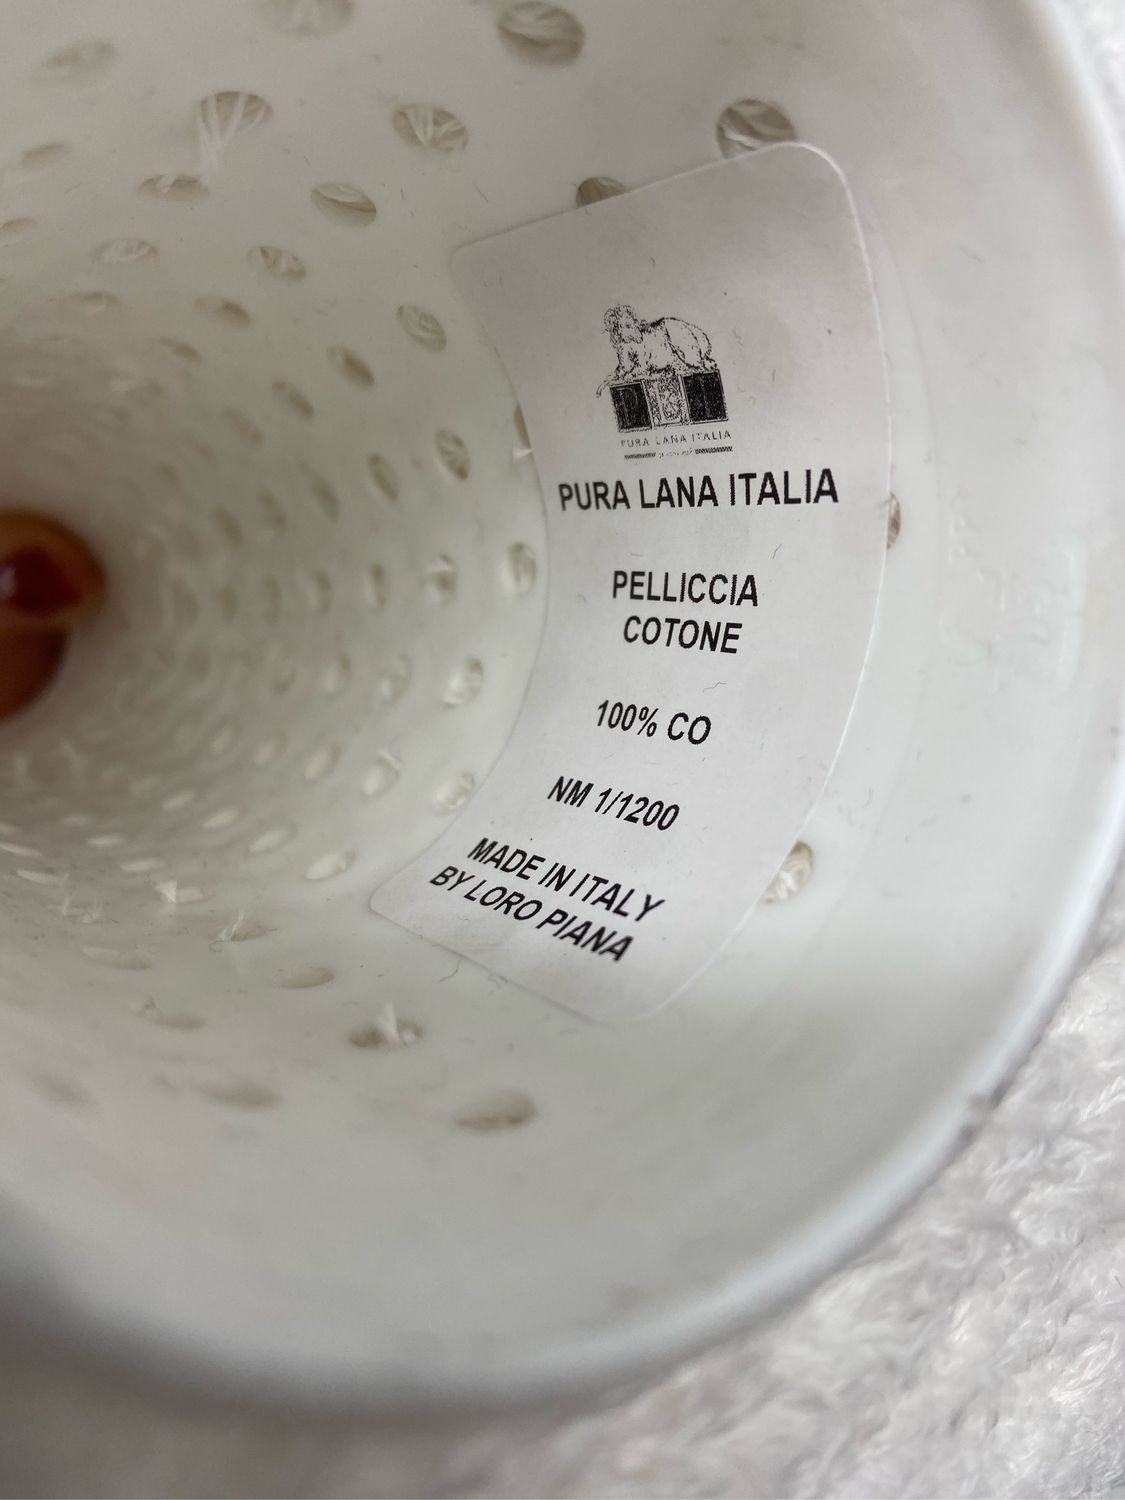 PURA LANA ITALIA
PURA LANA ITALIA
PELLICCIA
COTONE
100% CO
NM 1/1200
MADE IN ITALY
BY LORO PIANA